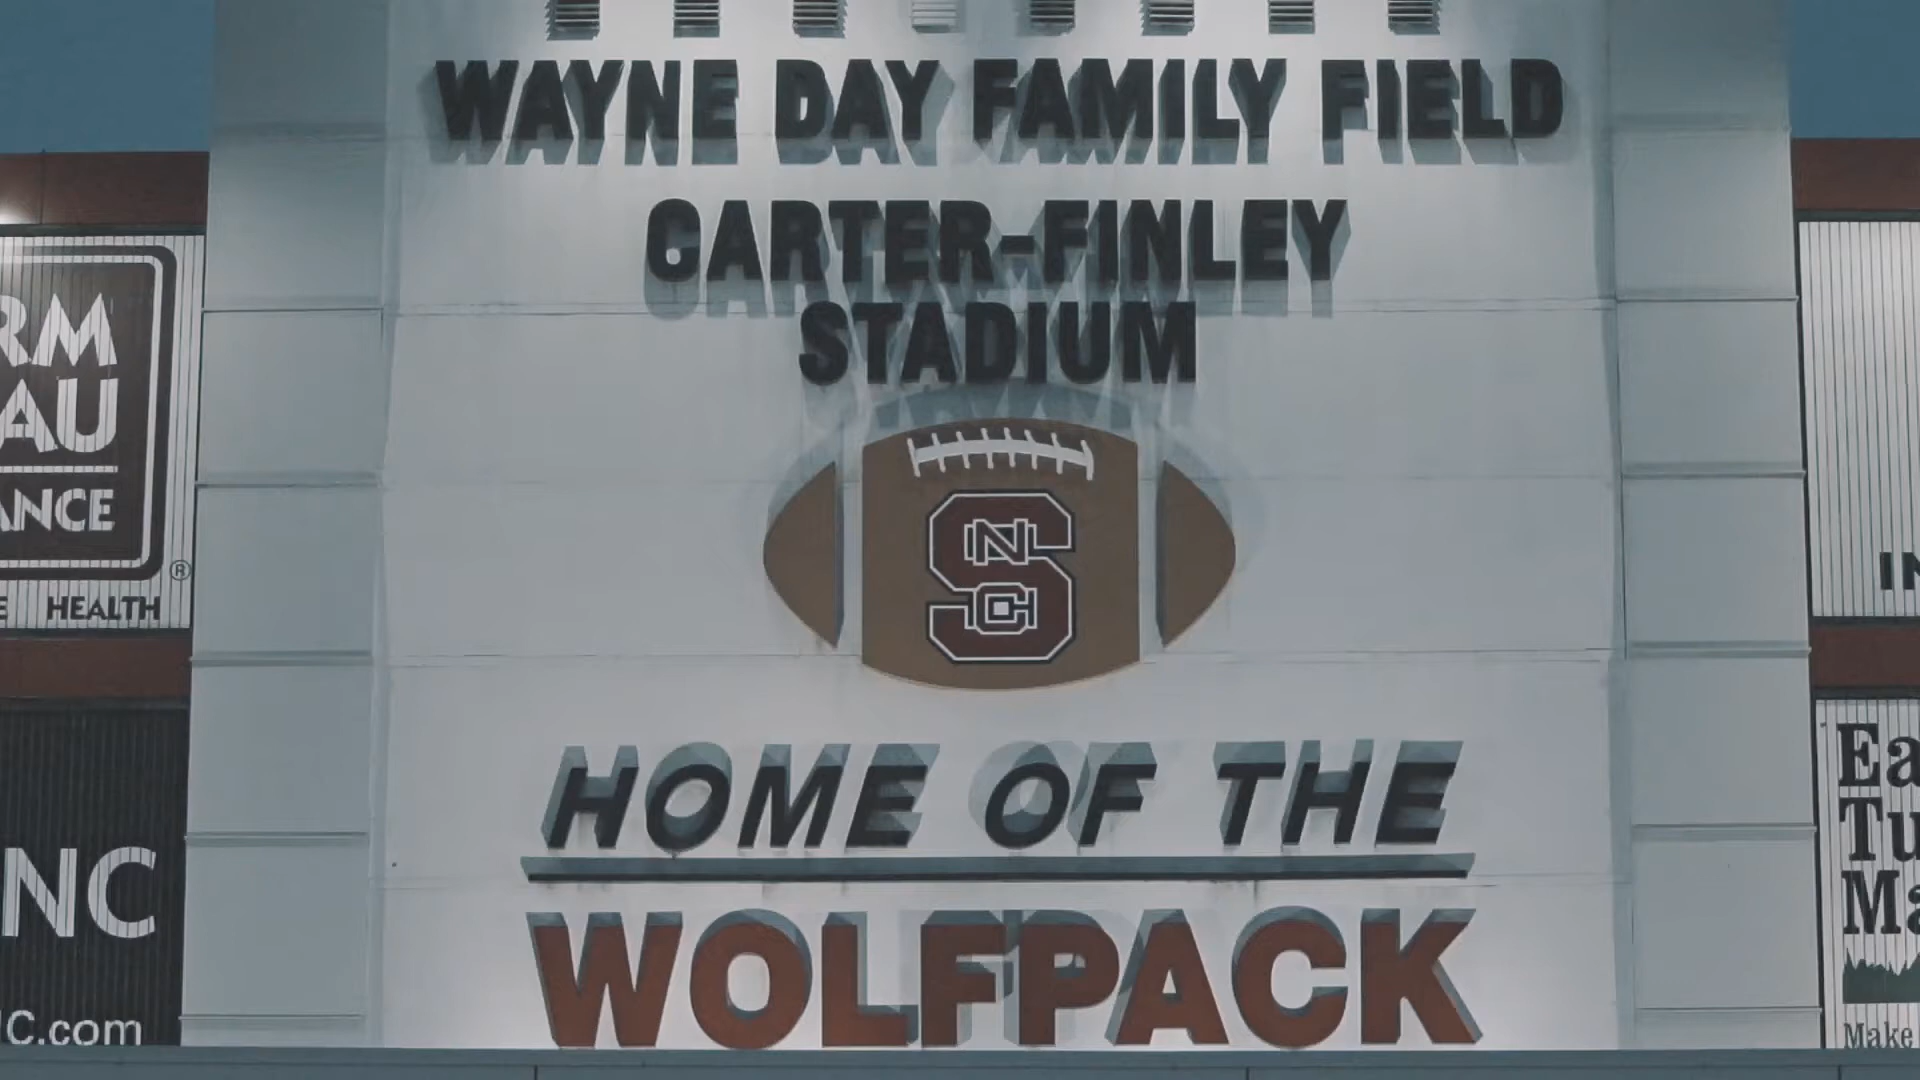 WAYNE DAY FAMILY FIELD
CARTER-FINLEY
STADIUM
NCS
HOME OF THE
WOLFPACK
RM
AU
ANCE
®
E HEALTH
NC
C.com
IN
Ea
Tu
Ma
Make